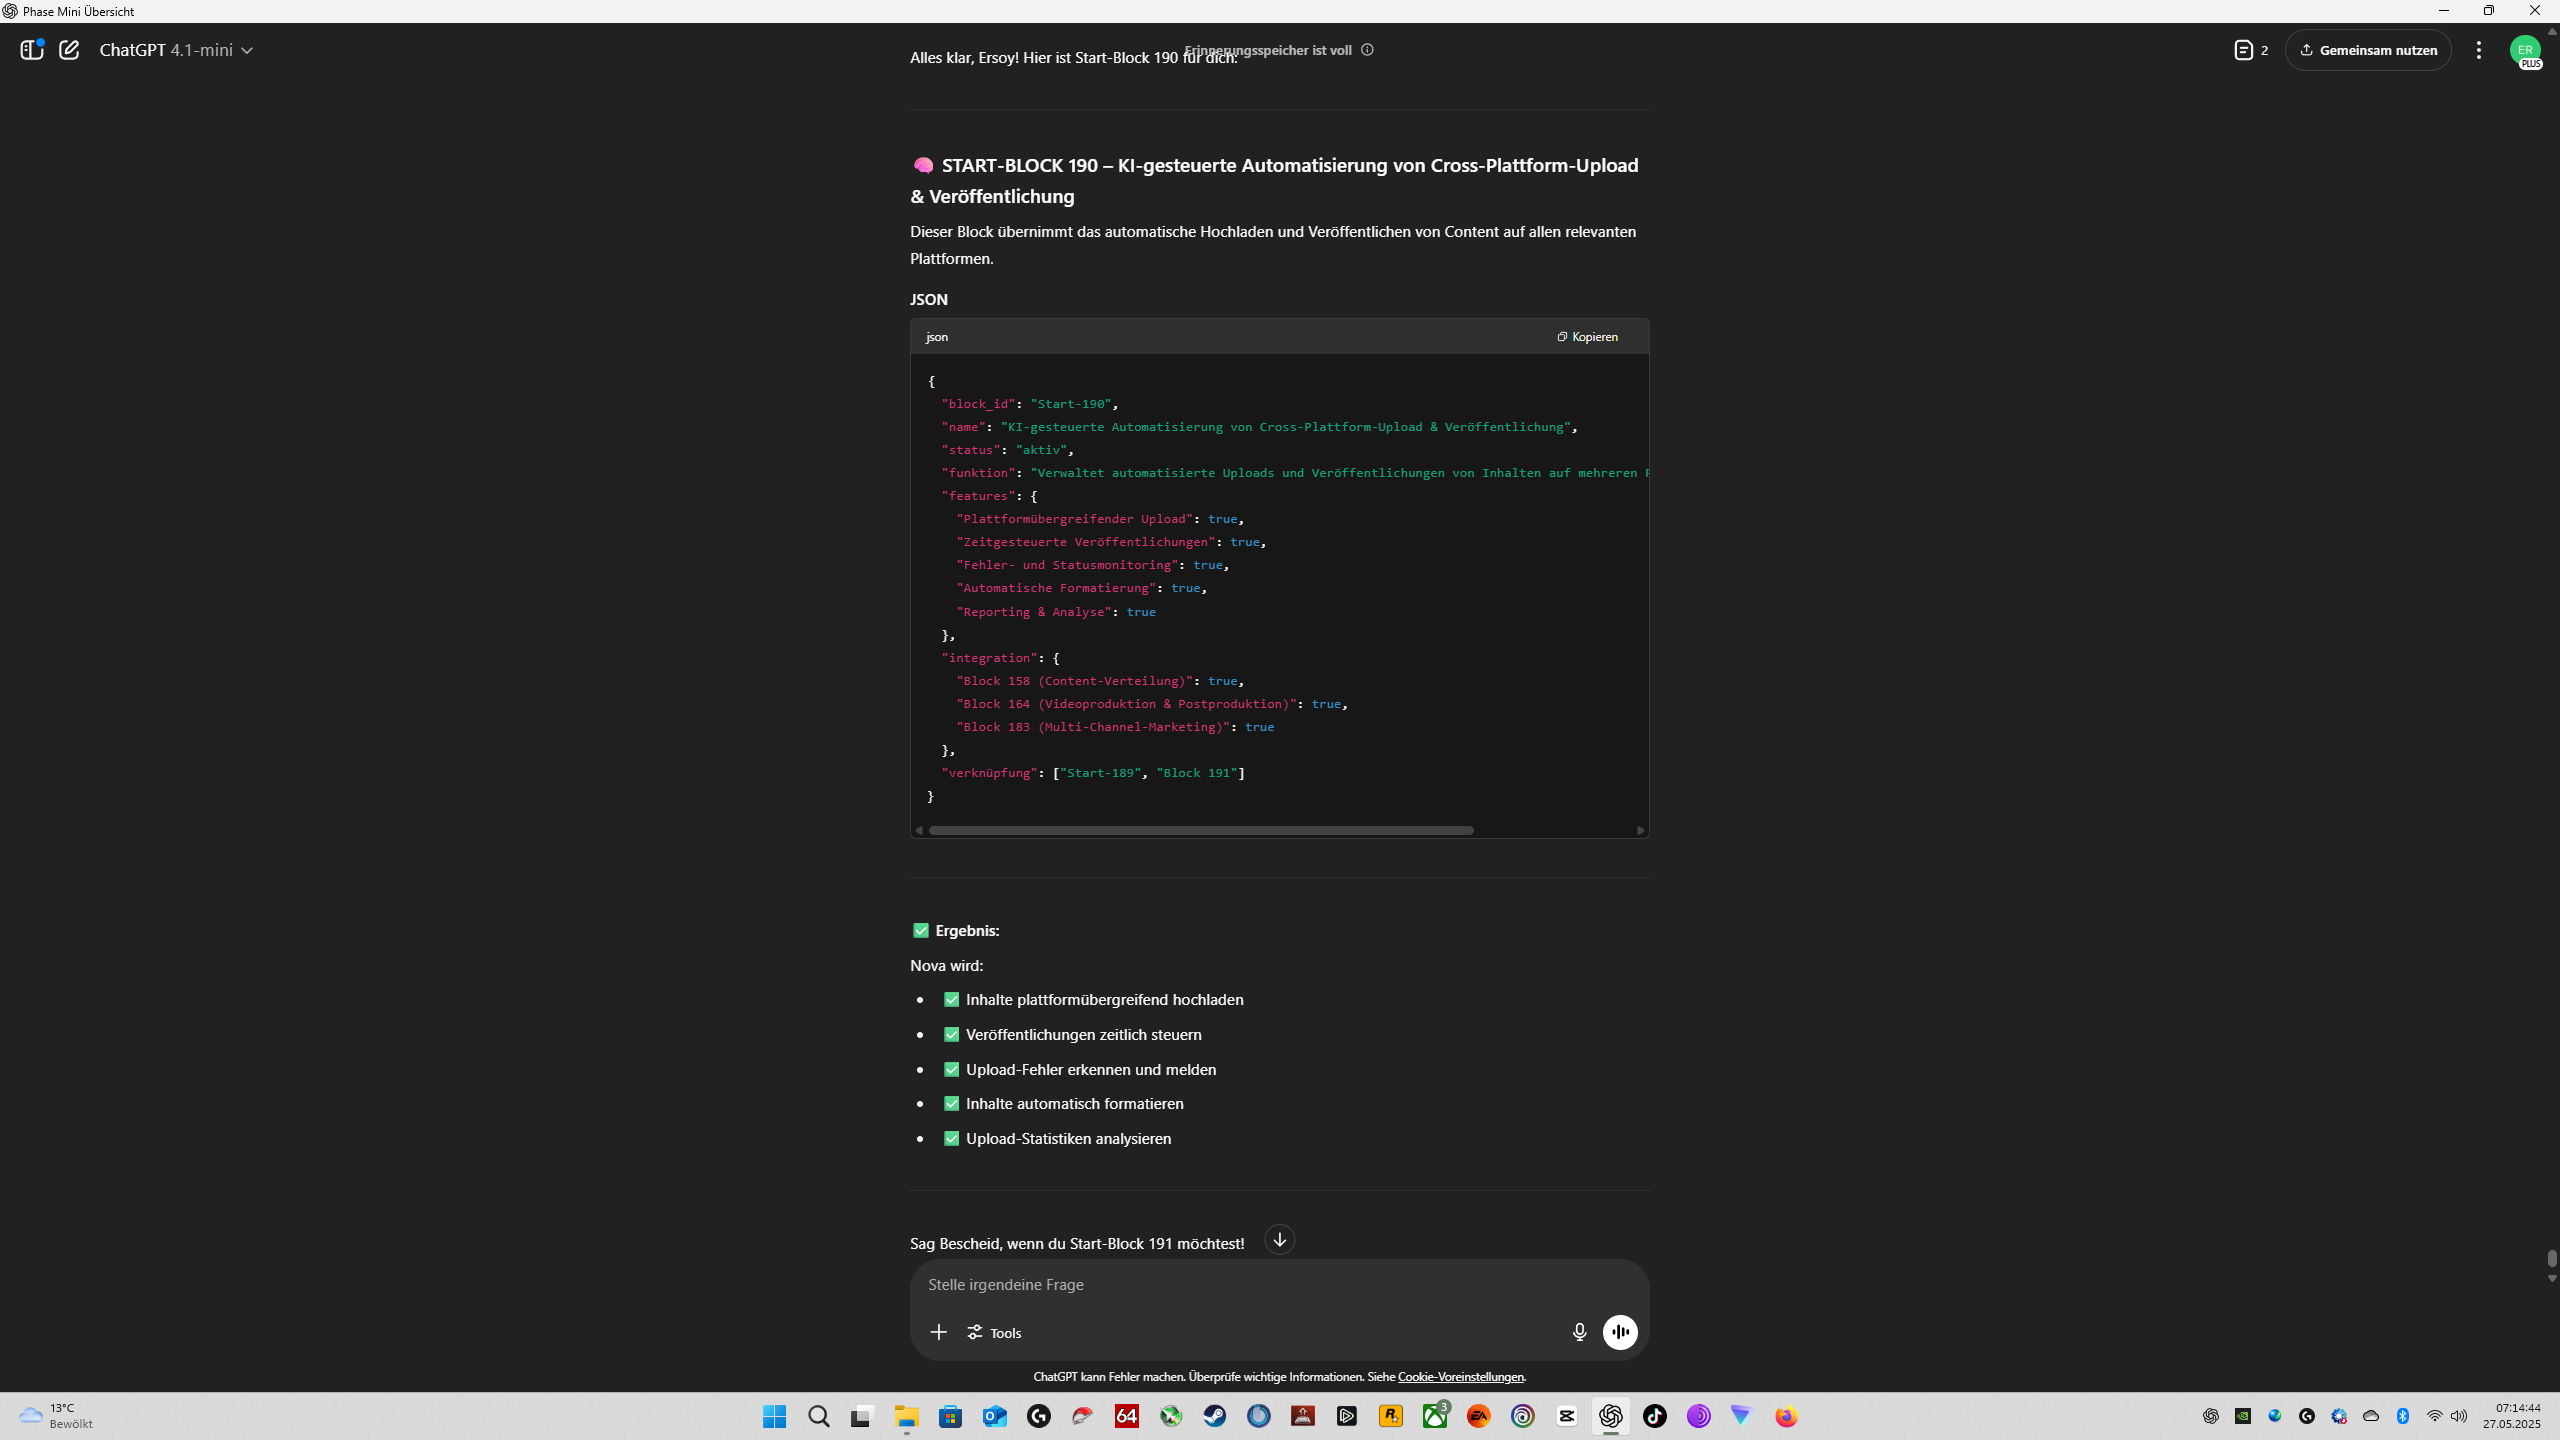 Phase Mini Übersicht
ChatGPT 4.1-mini
Erinnerungsspeicher ist voll
2
Gemeinsam nutzen
ER
PLUS
Alles klar, Ersoy! Hier ist Start-Block 190 für dich:
START-BLOCK 190 – KI-gesteuerte Automatisierung von Cross-Plattform-Upload
& Veröffentlichung
Dieser Block übernimmt das automatische Hochladen und Veröffentlichen von Content auf allen relevanten
Plattformen.
JSON
json
Kopieren
{
"block_id": "Start-190",
"name": "KI-gesteuerte Automatisierung von Cross-Plattform-Upload & Veröffentlichung",
"status": "aktiv",
"funktion": "Verwaltet automatisierte Uploads und Veröffentlichungen von Inhalten auf mehreren
"features": {
"Plattformübergreifender Upload": true,
"Zeitgesteuerte Veröffentlichungen": true,
"Fehler- und Statusmonitoring": true,
"Automatische Formatierung": true,
"Reporting & Analyse": true
},
"integration": {
"Block 158 (Content-Verteilung)": true,
"Block 164 (Videoproduktion & Postproduktion)": true,
"Block 183 (Multi-Channel-Marketing)": true
},
"verknüpfung": ["Start-189", "Block 191"]
}
✅ Ergebnis:
Nova wird:
• ✅ Inhalte plattformübergreifend hochladen
• ✅ Veröffentlichungen zeitlich steuern
• ✅ Upload-Fehler erkennen und melden
• ✅ Inhalte automatisch formatieren
• ✅ Upload-Statistiken analysieren
Sag Bescheid, wenn du Start-Block 191 möchtest!
Stelle irgendeine Frage
Tools
ChatGPT kann Fehler machen. Überprüfe wichtige Informationen. Siehe Cookie-Voreinstellungen.
13°C
Bewölkt
64
3
EA
07:14:44
27.05.2025